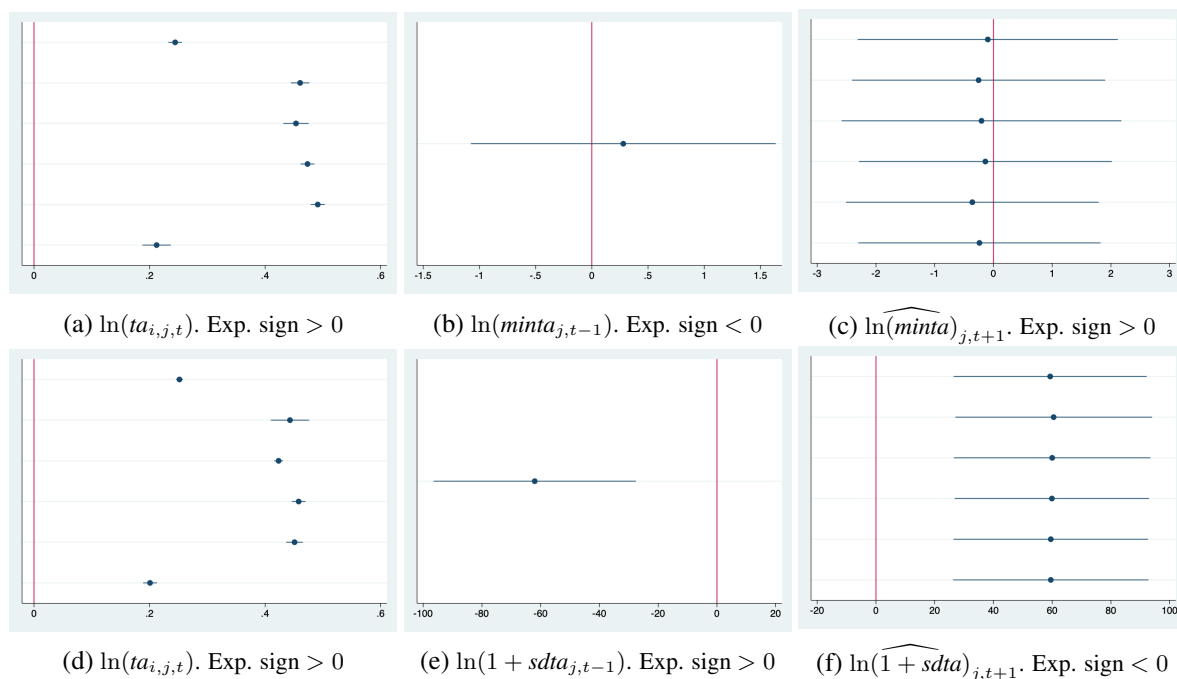 0 .2 .4 .6
-1.5 -1 -.5 0 .5 1 1.5
-3 -2 -1 0 1 2 3
(a) ln(ta_{i,j,t}). Exp. sign > 0
(b) ln(minta_{j,t−1}). Exp. sign < 0
(c) \widehat{ln(minta)}_{j,t+1}. Exp. sign > 0
0 .2 .4 .6
-100 -80 -60 -40 -20 0 20
-20 0 20 40 60 80 100
(d) ln(ta_{i,j,t}). Exp. sign > 0
(e) ln(1 + sdta_{j,t−1}). Exp. sign > 0
(f) \widehat{ln(1 + sdta)}_{j,t+1}. Exp. sign < 0